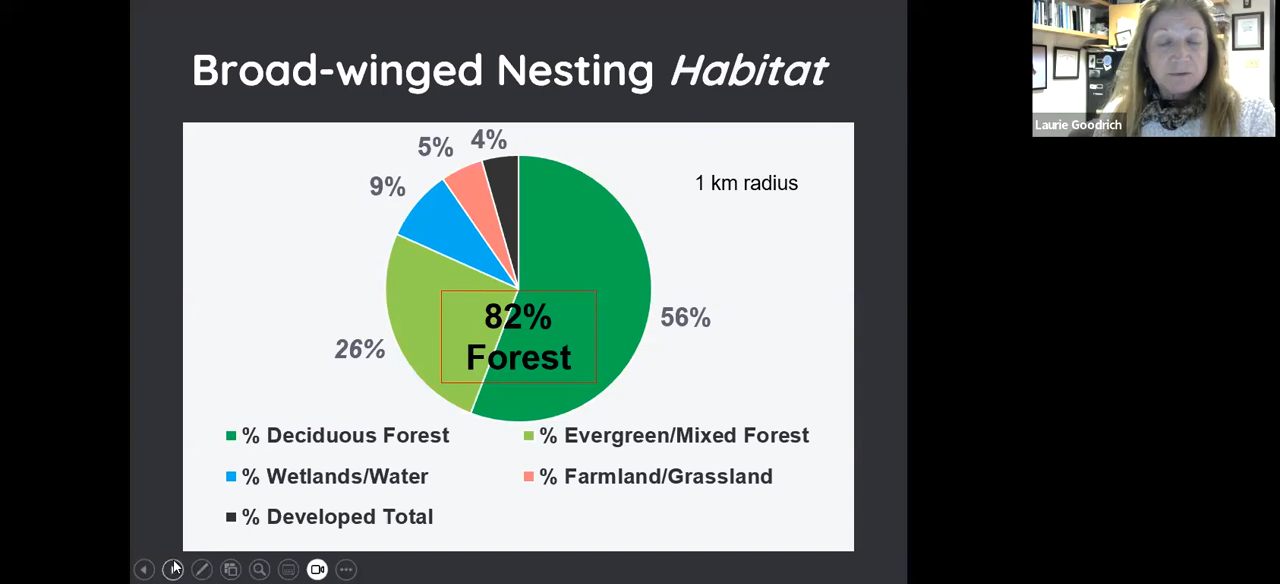 Broad-winged Nesting Habitat
Laurie Goodrich
5% 4%
9%
1 km radius
82%
Forest
56%
26%
% Deciduous Forest
% Evergreen/Mixed Forest
% Wetlands/Water
% Farmland/Grassland
% Developed Total